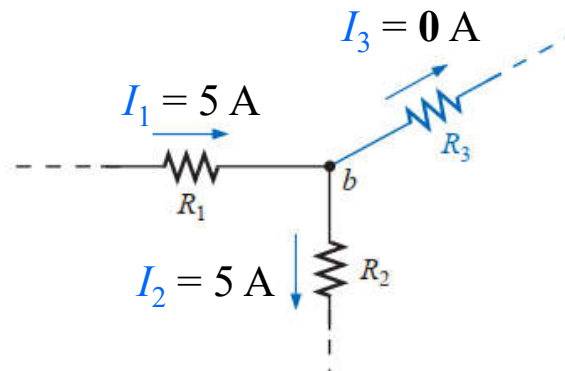 I₃ = 0 A
I₁ = 5 A
R₃
b
R₁
I₂ = 5 A
R₂